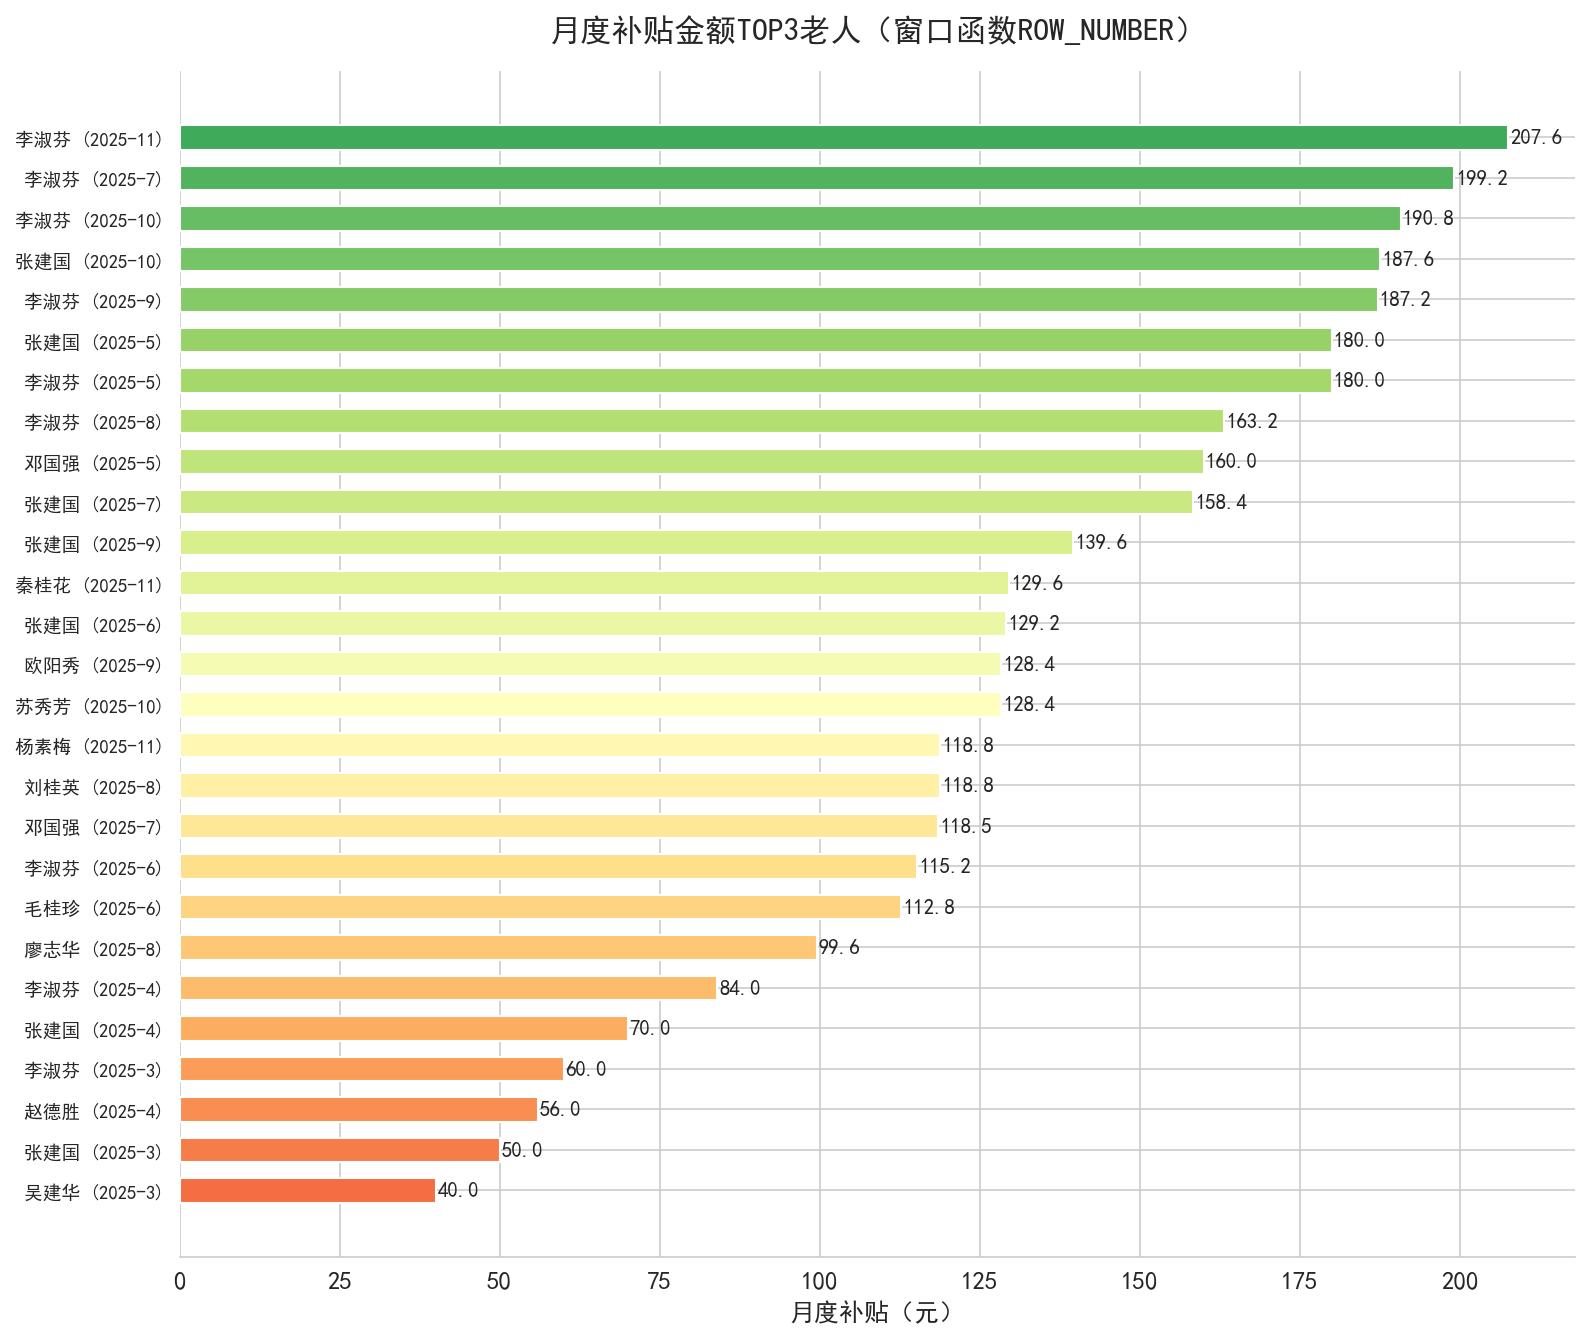 月度补贴金额TOP3老人（窗口函数ROW_NUMBER）
李淑芬 (2025-11) 207.6
李淑芬 (2025-7) 199.2
李淑芬 (2025-10) 190.8
张建国 (2025-10) 187.6
李淑芬 (2025-9) 187.2
张建国 (2025-5) 180.0
李淑芬 (2025-5) 180.0
李淑芬 (2025-8) 163.2
邓国强 (2025-5) 160.0
张建国 (2025-7) 158.4
张建国 (2025-9) 139.6
秦桂花 (2025-11) 129.6
张建国 (2025-6) 129.2
欧阳秀 (2025-9) 128.4
苏秀芳 (2025-10) 128.4
杨素梅 (2025-11) 118.8
刘桂英 (2025-8) 118.8
邓国强 (2025-7) 118.5
李淑芬 (2025-6) 115.2
毛桂珍 (2025-6) 112.8
廖志华 (2025-8) 99.6
李淑芬 (2025-4) 84.0
张建国 (2025-4) 70.0
李淑芬 (2025-3) 60.0
赵德胜 (2025-4) 56.0
张建国 (2025-3) 50.0
吴建华 (2025-3) 40.0
0 25 50 75 100 125 150 175 200
月度补贴（元）